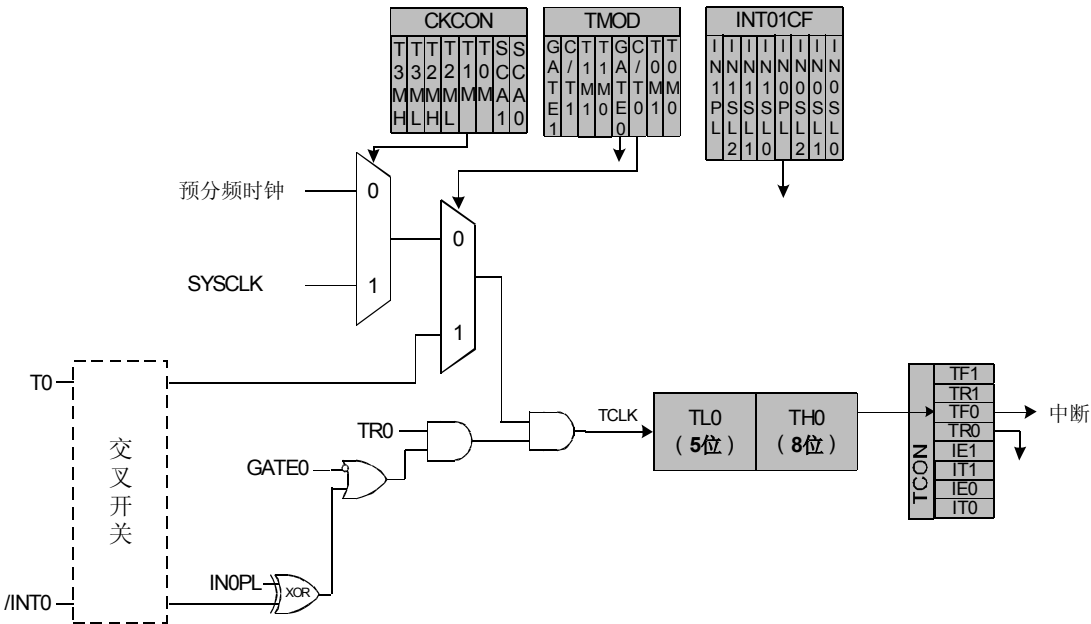 CKCON
T3MH
T3ML
T2MH
T2ML
T1M
T0M
SCA1
SCA0
TMOD
GATE1
C/T1
T1M1
T1M0
GATE0
C/T0
T0M1
T0M0
INT01CF
IN1PL
IN1SL2
IN1SL1
IN1SL0
IN0PL
IN0SL2
IN0SL1
IN0SL0
预分频时钟
0
SYSCLK
1
0
1
T0
交叉开关
/INT0
TR0
GATE0
IN0PL
XOR
TCLK
TL0
(5位)
TH0
(8位)
TCON
TF1
TR1
TF0
TR0
IE1
IT1
IE0
IT0
中断